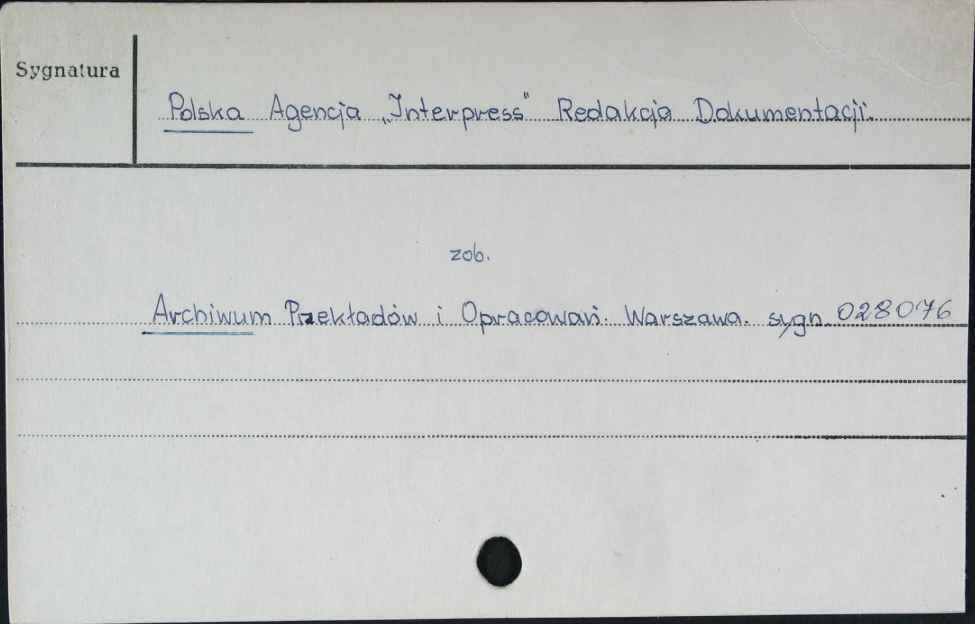 Sygnatura
Polska Agencja „Interpress" Redakcja Dokumentacji.
zob.
Archiwum Przekładów i Opracowań. Warszawa. sygn. 028076